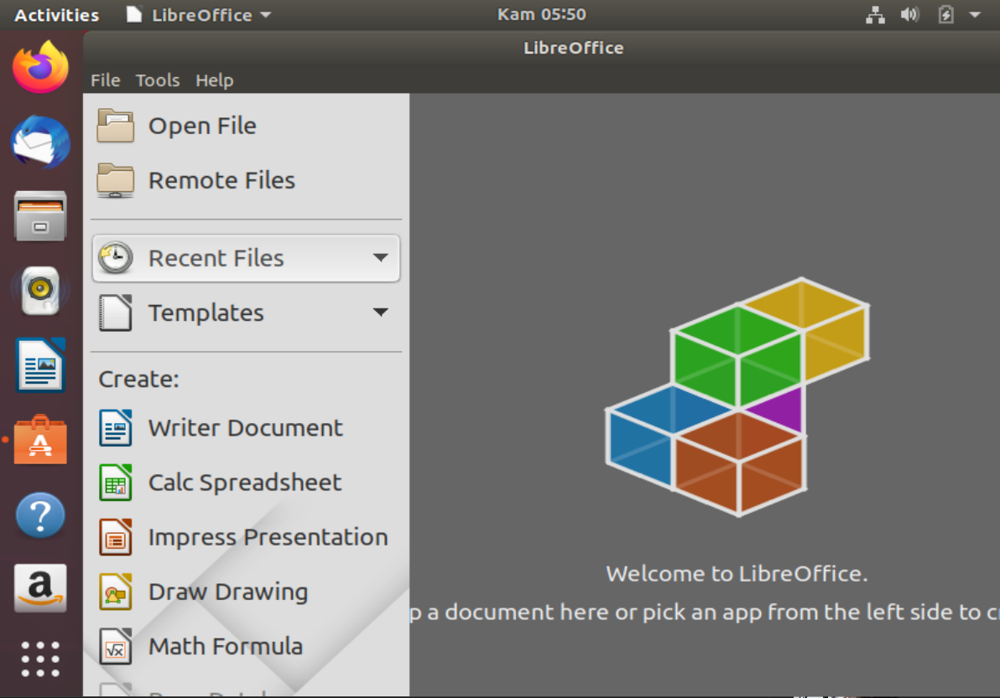 Activities LibreOffice Kam 05:50
LibreOffice
File Tools Help
Open File
Remote Files
Recent Files
Templates
Create:
Writer Document
Calc Spreadsheet
Impress Presentation
Draw Drawing
Math Formula
Welcome to LibreOffice.
p a document here or pick an app from the left side to